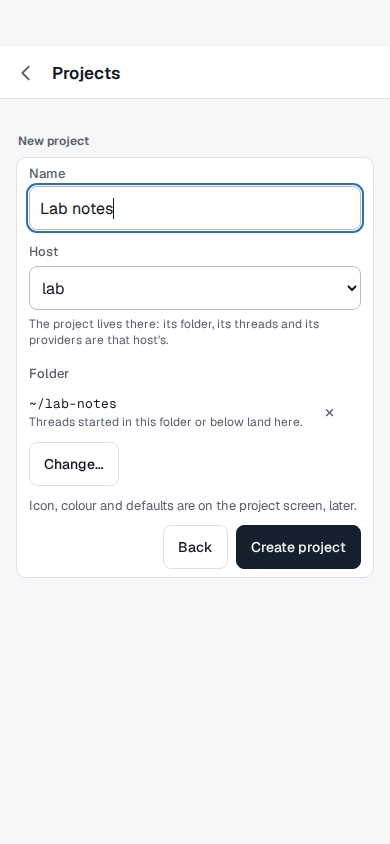 Projects
New project
Name
Lab notes
Host
lab
The project lives there: its folder, its threads and its
providers are that host's.
Folder
~/lab-notes
Threads started in this folder or below land here.
×
Change…
Icon, colour and defaults are on the project screen, later.
Back
Create project